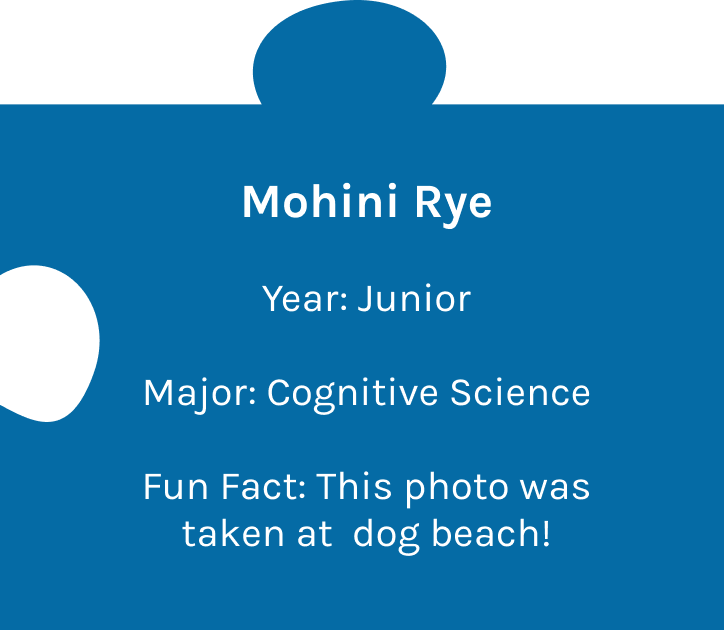 Mohini Rye
Year: Junior
Major: Cognitive Science
Fun Fact: This photo was
taken at  dog beach!